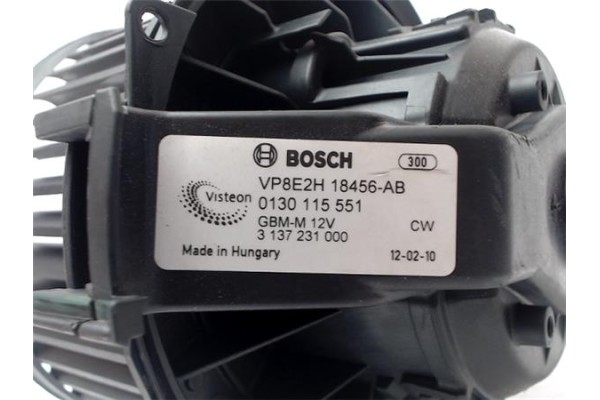 BOSCH 300
VP8E2H 18456-AB
Visteon 0130 115 551
GBM-M 12V CW
3 137 231 000
Made in Hungary 12-02-10